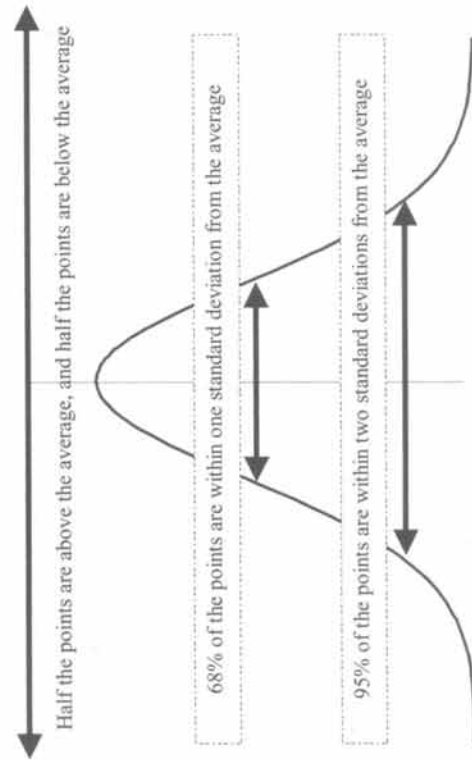 Half the points are above the average, and half the points are below the average
68% of the points are within one standard deviation from the average
95% of the points are within two standard deviations from the average